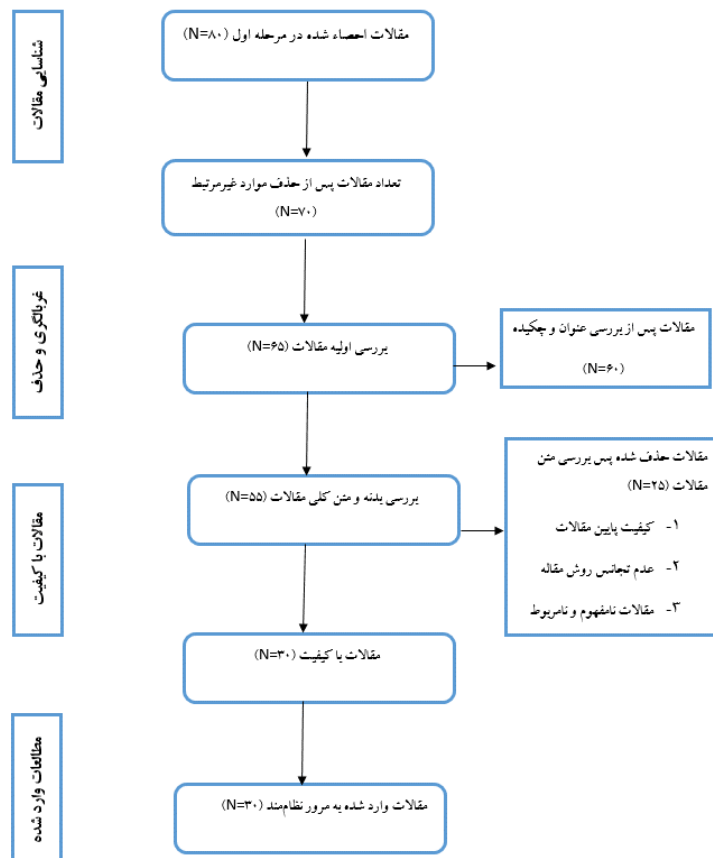 شناسایی مقالات
مقالات احصاء شده در مرحله اول (N=۸۰)
تعداد مقالات پس از حذف موارد غیرمرتبط
(N=۷۰)
غربالگری و حذف
بررسی اولیه مقالات (N=۶۵)
مقالات پس از بررسی عنوان و چکیده
(N=۶۰)
مقالات با کیفیت
بررسی بدنه و متن کلی مقالات (N=۵۵)
مقالات حذف شده پس بررسی متن
مقالات (N=۲۵)
۱- کیفیت پایین مقالات
۲- عدم تجانس روش مقاله
۳- مقالات نامفهوم و نامربوط
مقالات با کیفیت (N=۳۰)
مطالعات وارد شده
مقالات وارد شده به مرور نظام‌مند (N=۳۰)